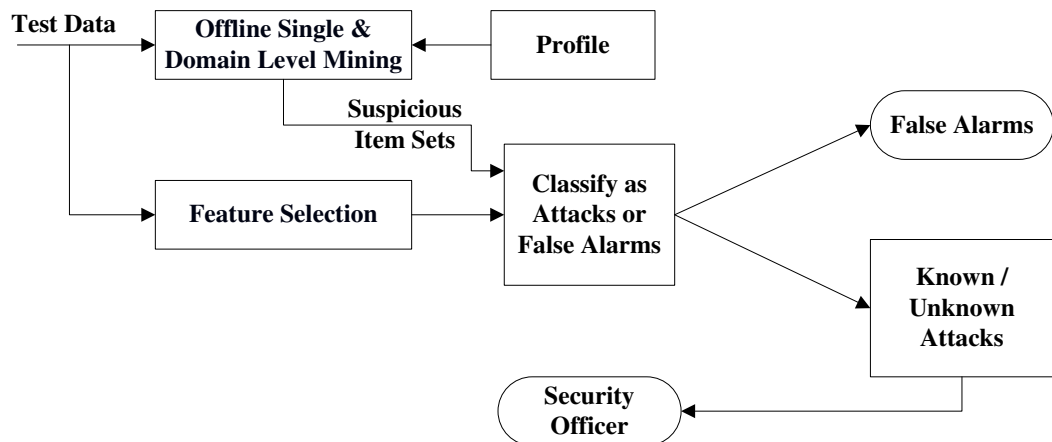 Test Data
Offline Single &
Domain Level Mining
Profile
Suspicious
Item Sets
False Alarms
Feature Selection
Classify as
Attacks or
False Alarms
Known /
Unknown
Attacks
Security
Officer